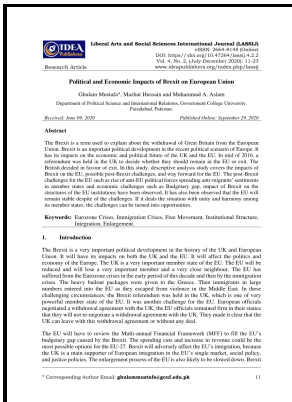 IDEA
PUBLISHERS
Research Article
Liberal Arts and Social Sciences International Journal (LASSIJ)
eISSN: 2664-8148 (Online)
DOI: https://doi.org/10.47264/lassij/4.2.2
Vol. 4, No. 2, (July-December 2020): 11-23
www.ideapublishers.org/index.php/lassij
Political and Economic Impacts of Brexit on European Union
Ghulam Mustafa*, Mazhar Hussain and Muhammad A. Aslam
Department of Political Science and International Relations, Government College University,
Faisalabad, Pakistan.
Received: June 09, 2020 Published Online: September 29, 2020
Abstract
The Brexit is a term used to explain about the withdrawal of Great Britain from the European
Union. Brexit is an important development in the recent political scenario of Europe. It
has its impacts on the economic and political future of the UK and the EU. In mid of 2016, a
referendum was held in the UK to decide whether they should remain in the EU or exit. The
British decided in favour of exit. In this study, descriptive analysis study covers the impacts of
Brexit on the EU, possible post-Brexit challenges, and way forward for the EU. The post-Brexit
challenges for the EU such as rise of anti-EU political forces spreading anti-migrants' sentiments
in member states and economic challenges such as Budgetary gap, impact of Brexit on the
structures of the EU institutions have been observed. It has also been observed that the EU will
remain stable despite of the challenges. If it deals the situation with unity and harmony among
its member states, the challenges can be turned into opportunities.
Keywords: Eurozone Crises, Immigration Crises, Free Movement, Institutional Structure,
Integration, Enlargement.
1. Introduction
The Brexit is a very important political development in the history of the UK and European
Union. It will have its impacts on both the UK and the EU. It will affect the politics and
economy of the Europe. The UK is a very important member state of the EU. The EU will be
reduced and will lose a very important member and a very close neighbour. The EU has
suffered from the Eurozone crises in the early period of this decade and then by the immigration
crises. The heavy bailout packages were given to the Greece. Then immigrants in large
numbers entered into the EU as they escaped from violence in the Middle East. In these
challenging circumstances, the Brexit referendum was held in the UK, which is one of very
powerful member state of the EU. It was another challenge for the EU. European officials
negotiated a withdrawal agreement with the UK; the EU officials remained firm in their stance
that they will not re-negotiate a withdrawal agreement with the UK. They made it clear that the
UK can leave with this withdrawal agreement or without any deal.
The EU will have to review the Multi-annual Financial Framework (MFF) to fill the EU's
budgetary gap caused by the Brexit. The spending cuts and increase in revenue could be the
most possible options for the EU-27. Brexit will adversely affect the EU's integration, because
the UK is a main supporter of European integration in the EU's single market, social policy,
and justice policies. The enlargement process of the EU is also likely to be slowed down. Brexit
* Corresponding Author Email: ghulammustafa@gcuf.edu.pk 11